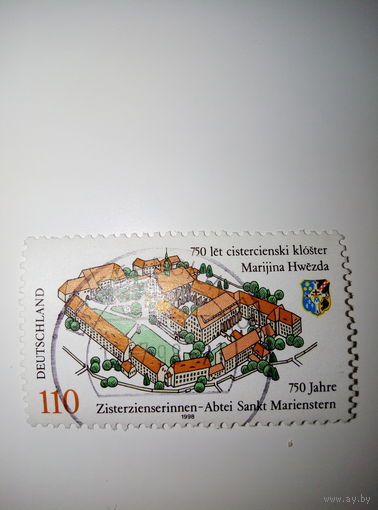 750 lět cistercienski klóšter
Marijina Hwězda
DEUTSCHLAND
110
750 Jahre
Zisterzienserinnen-Abtei Sankt Marienstern
1998
www.ay.by